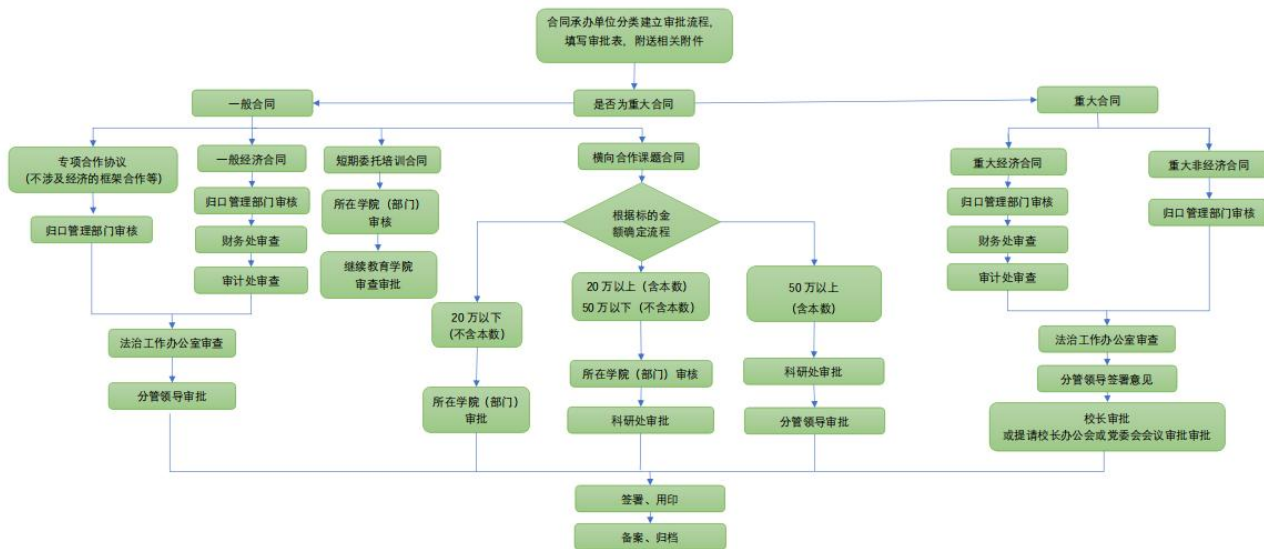 合同承办单位分类建立审批流程,
填写审批表, 附送相关附件
一般合同
是否为重大合同
重大合同
专项合作协议
(不涉及经济的框架合作等)
一般经济合同
短期委托培训合同
横向合作课题合同
重大经济合同
重大非经济合同
归口管理部门审核
归口管理部门审核
财务处审查
审计处审查
所在学院（部门）
审核
继续教育学院
审查审批
根据标的金
额确定流程
归口管理部门审核
财务处审查
审计处审查
归口管理部门审核
20 万以下
(不含本数)
20 万以上（含本数）
50 万以下（不含本数）
50 万以上
(含本数)
法治工作办公室审查
分管领导审批
所在学院（部门）
审批
所在学院（部门）审核
科研处审批
科研处审批
分管领导审批
法治工作办公室审查
分管领导签署意见
校长审批
或提请校长办公会或党委会会议审批审批
签署、用印
备案、归档